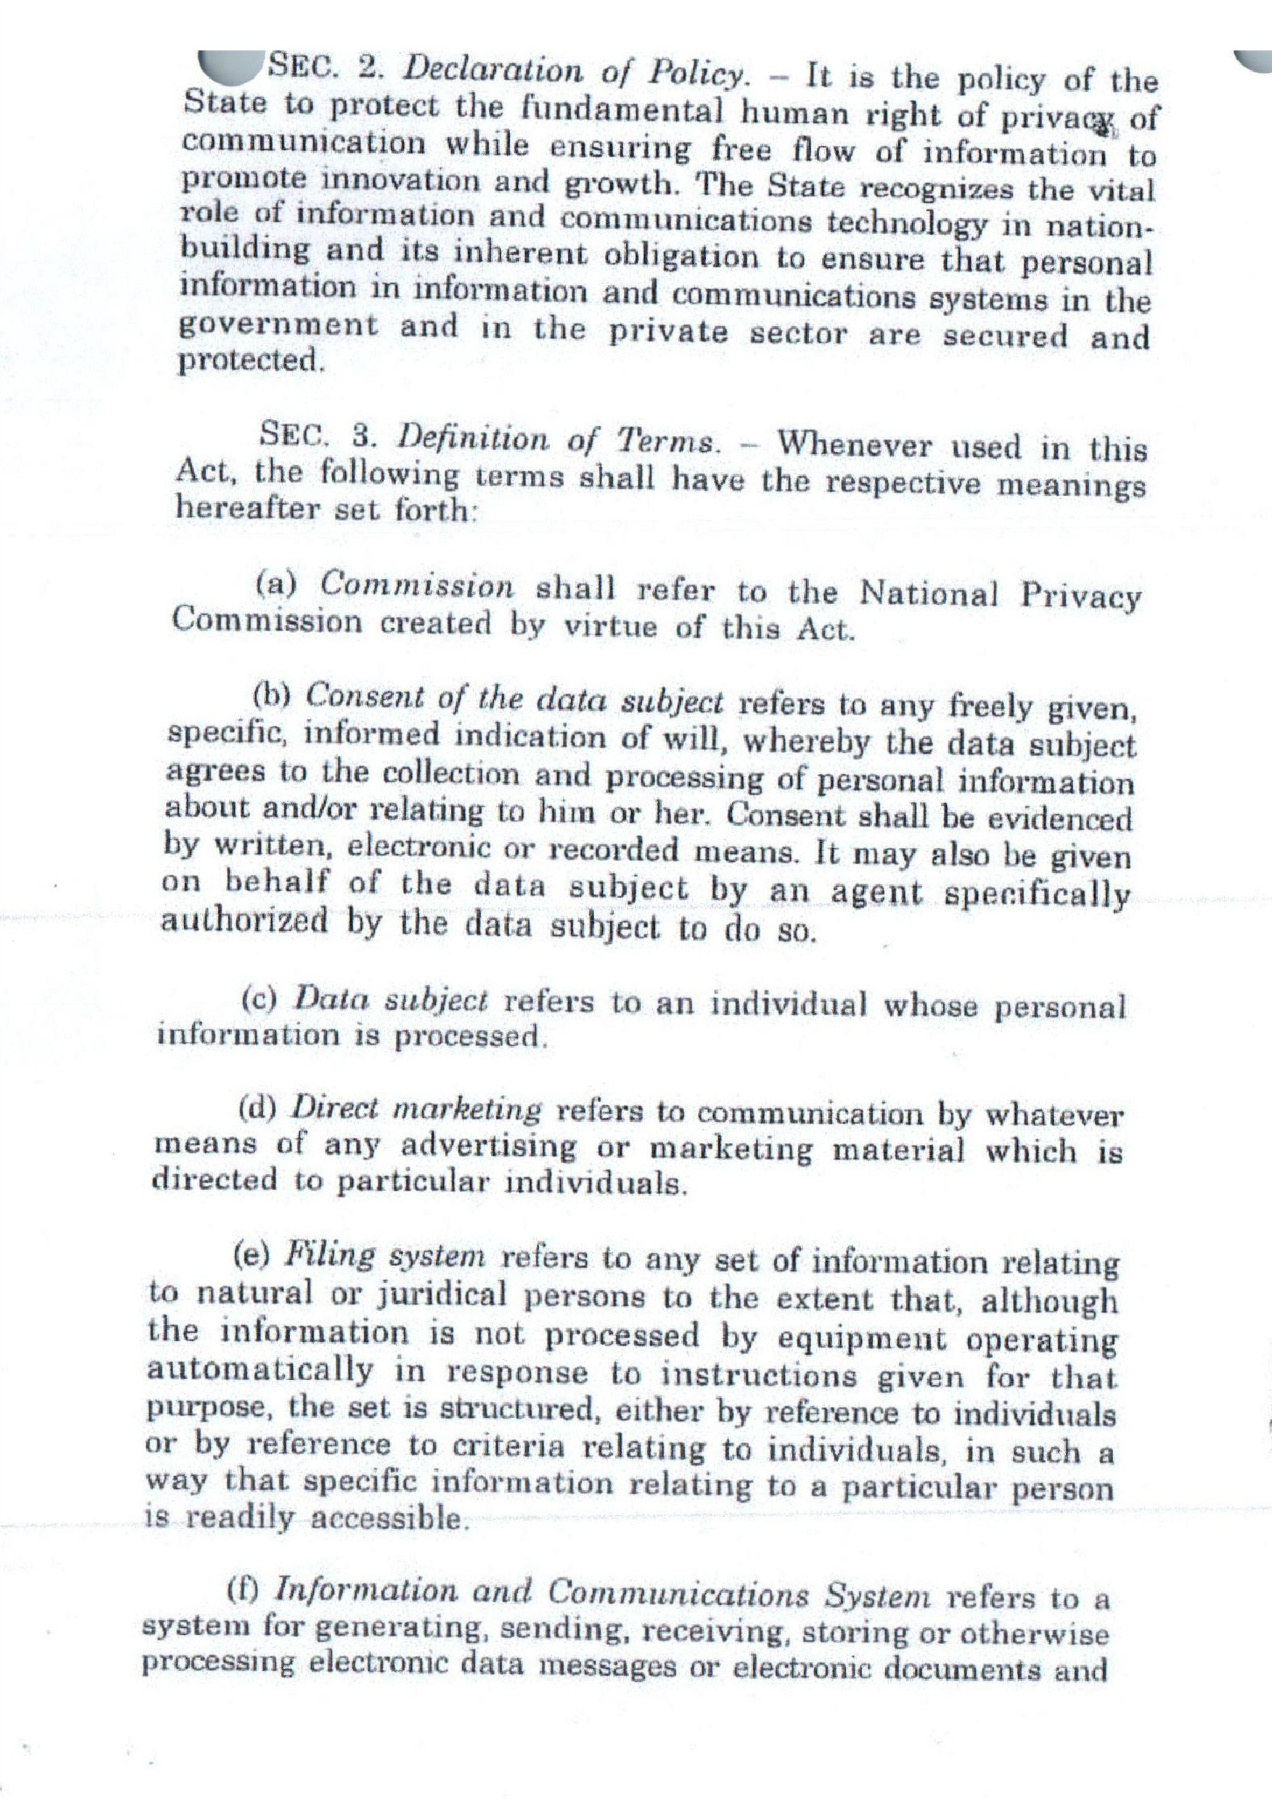 SEC. 2. Declaration of Policy. – It is the policy of the
State to protect the fundamental human right of privacy of
communication while ensuring free flow of information to
promote innovation and growth. The State recognizes the vital
role of information and communications technology in nation-
building and its inherent obligation to ensure that personal
information in information and communications systems in the
government and in the private sector are secured and
protected.
SEC. 3. Definition of Terms. – Whenever used in this
Act, the following terms shall have the respective meanings
hereafter set forth:
(a) Commission shall refer to the National Privacy
Commission created by virtue of this Act.
(b) Consent of the data subject refers to any freely given,
specific, informed indication of will, whereby the data subject
agrees to the collection and processing of personal information
about and/or relating to him or her. Consent shall be evidenced
by written, electronic or recorded means. It may also be given
on behalf of the data subject by an agent specifically
authorized by the data subject to do so.
(c) Data subject refers to an individual whose personal
information is processed.
(d) Direct marketing refers to communication by whatever
means of any advertising or marketing material which is
directed to particular individuals.
(e) Filing system refers to any set of information relating
to natural or juridical persons to the extent that, although
the information is not processed by equipment operating
automatically in response to instructions given for that
purpose, the set is structured, either by reference to individuals
or by reference to criteria relating to individuals, in such a
way that specific information relating to a particular person
is readily accessible.
(f) Information and Communications System refers to a
system for generating, sending, receiving, storing or otherwise
processing electronic data messages or electronic documents and